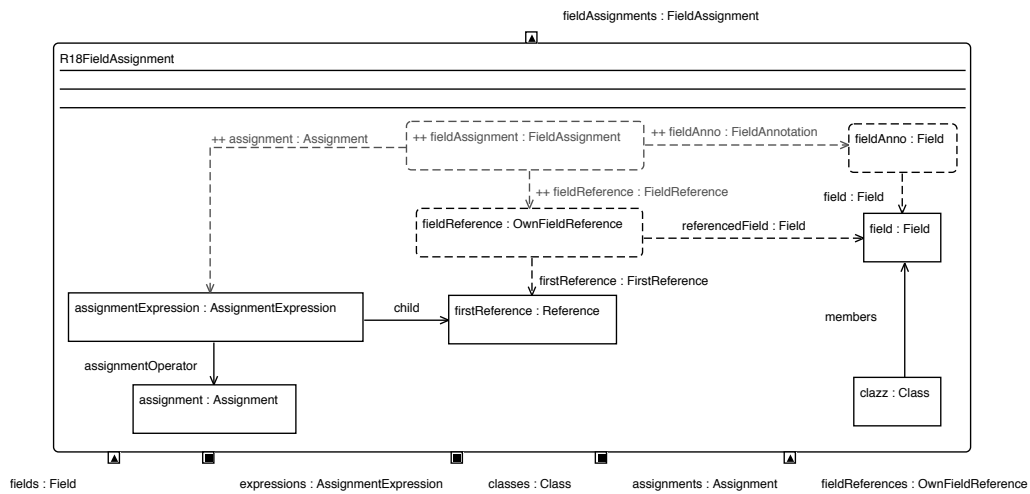 fieldAssignments : FieldAssignment
R18FieldAssignment
++ assignment : Assignment
++ fieldAssignment : FieldAssignment
++ fieldAnno : FieldAnnotation
fieldAnno : Field
++ fieldReference : FieldReference
field : Field
fieldReference : OwnFieldReference
referencedField : Field
field : Field
firstReference : FirstReference
assignmentExpression : AssignmentExpression
child
firstReference : Reference
members
assignmentOperator
assignment : Assignment
clazz : Class
fields : Field
expressions : AssignmentExpression
classes : Class
assignments : Assignment
fieldReferences : OwnFieldReference